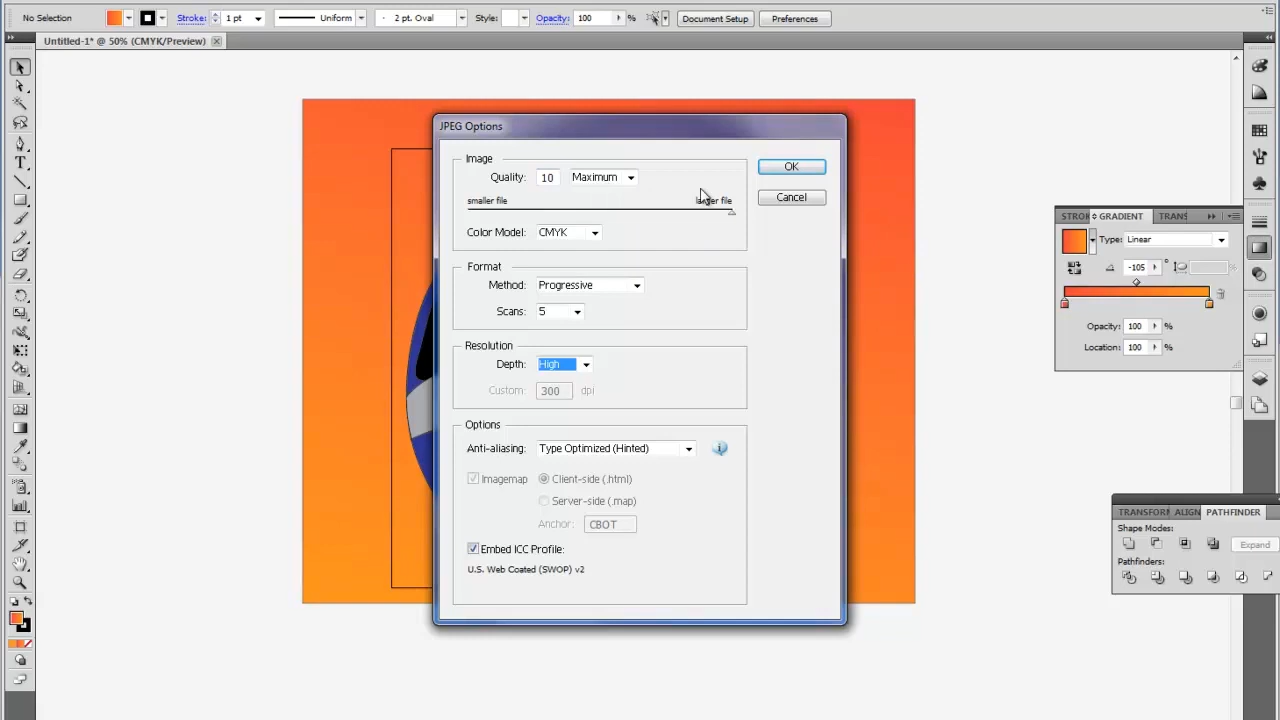 No Selection Stroke: 1 pt Uniform 2 pt. Oval Style: Opacity: 100 % Document Setup Preferences
Untitled-1* @ 50% (CMYK/Preview)
JPEG Options
Image
Quality: 10 Maximum
smaller file larger file
Color Model: CMYK
OK
Cancel
Format
Method: Progressive
Scans: 5
Resolution
Depth: High
Custom: 300 dpi
Options
Anti-aliasing: Type Optimized (Hinted)
Imagemap Client-side (.html)
Server-side (.map)
Anchor: CBOT
Embed ICC Profile:
U.S. Web Coated (SWOP) v2
STROK GRADIENT TRANS
Type: Linear
-105 ° %
Opacity: 100 %
Location: 100 %
TRANSFORM ALIGN PATHFINDER
Shape Modes:
Expand
Pathfinders: